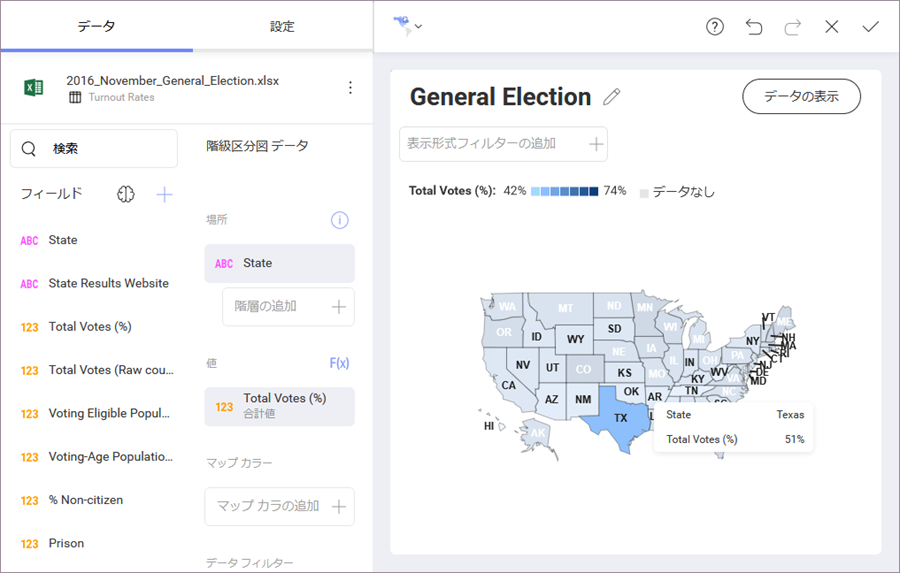 データ
設定
2016_November_General_Election.xlsx
Turnout Rates
検索
フィールド
ABC State
ABC State Results Website
123 Total Votes (%)
123 Total Votes (Raw cou...
123 Voting Eligible Popul...
123 Voting-Age Populatio...
123 % Non-citizen
123 Prison
階級区分図 データ
場所
ABC State
階層の追加
値
F(x)
123 Total Votes (%)
合計値
マップ カラー
マップ カラの追加
データ フィルター
General Election
データの表示
表示形式フィルターの追加
Total Votes (%): 42% 74% データなし
WA
MT
ND
MN
VT
ME
OR
ID
SD
WI
MI
NY
NH
MA
WY
RI
CT
NV
UT
CO
NE
IA
IL
IN
OH
PA
NJ
DE
MD
CA
KS
MO
KY
WV
VA
AZ
NM
OK
AR
TN
NC
SC
TX
HI
AK
State Texas
Total Votes (%) 51%